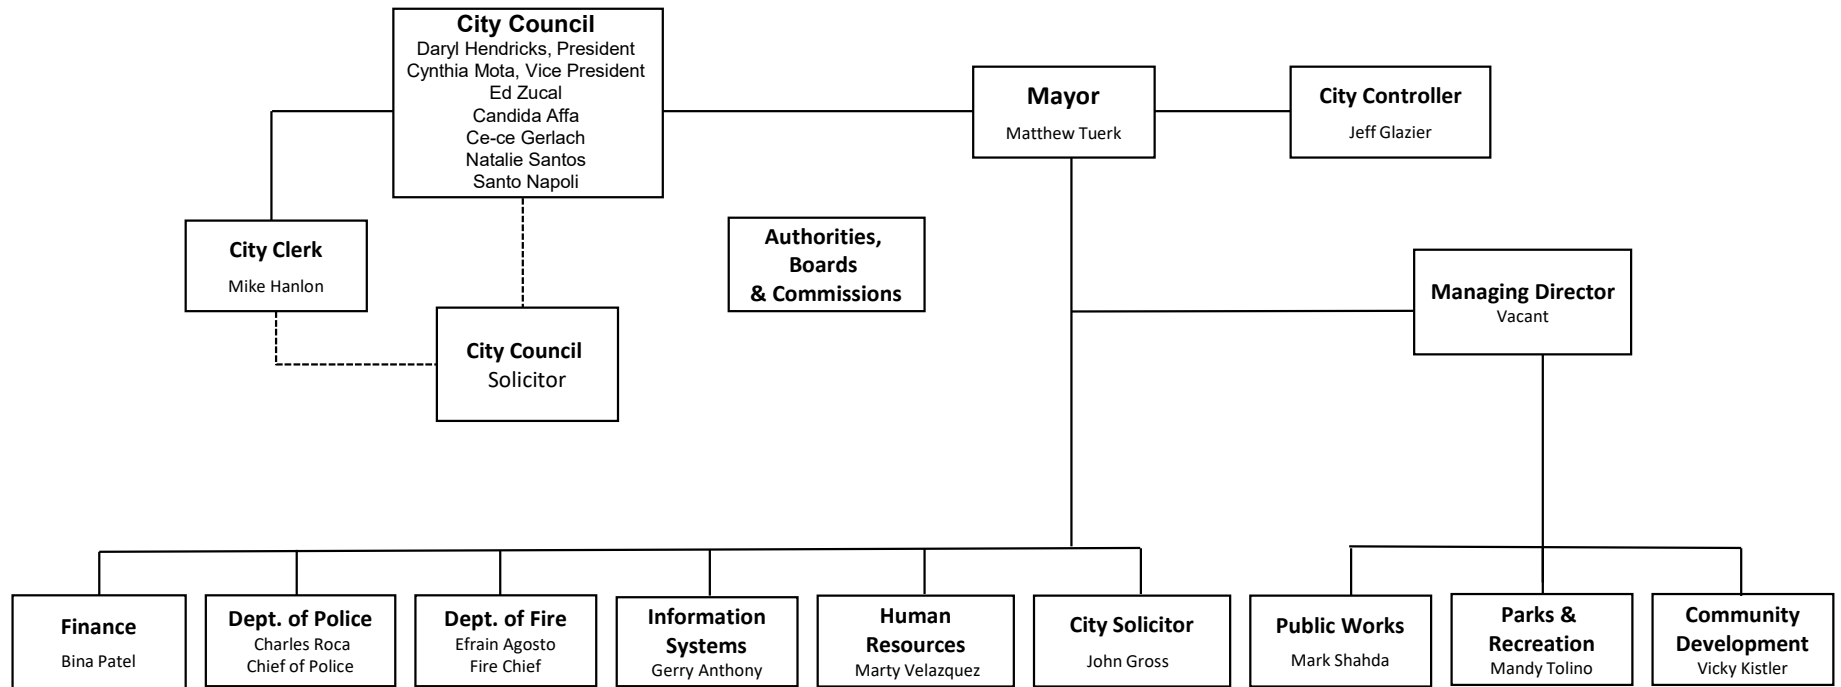 City Council
Daryl Hendricks, President
Cynthia Mota, Vice President
Ed Zucal
Candida Affa
Ce-ce Gerlach
Natalie Santos
Santo Napoli
Mayor
Matthew Tuerk
City Controller
Jeff Glazier
City Clerk
Mike Hanlon
Authorities,
Boards
& Commissions
Managing Director
Vacant
City Council
Solicitor
Finance
Bina Patel
Dept. of Police
Charles Roca
Chief of Police
Dept. of Fire
Efrain Agosto
Fire Chief
Information
Systems
Gerry Anthony
Human
Resources
Marty Velazquez
City Solicitor
John Gross
Public Works
Mark Shahda
Parks &
Recreation
Mandy Tolino
Community
Development
Vicky Kistler